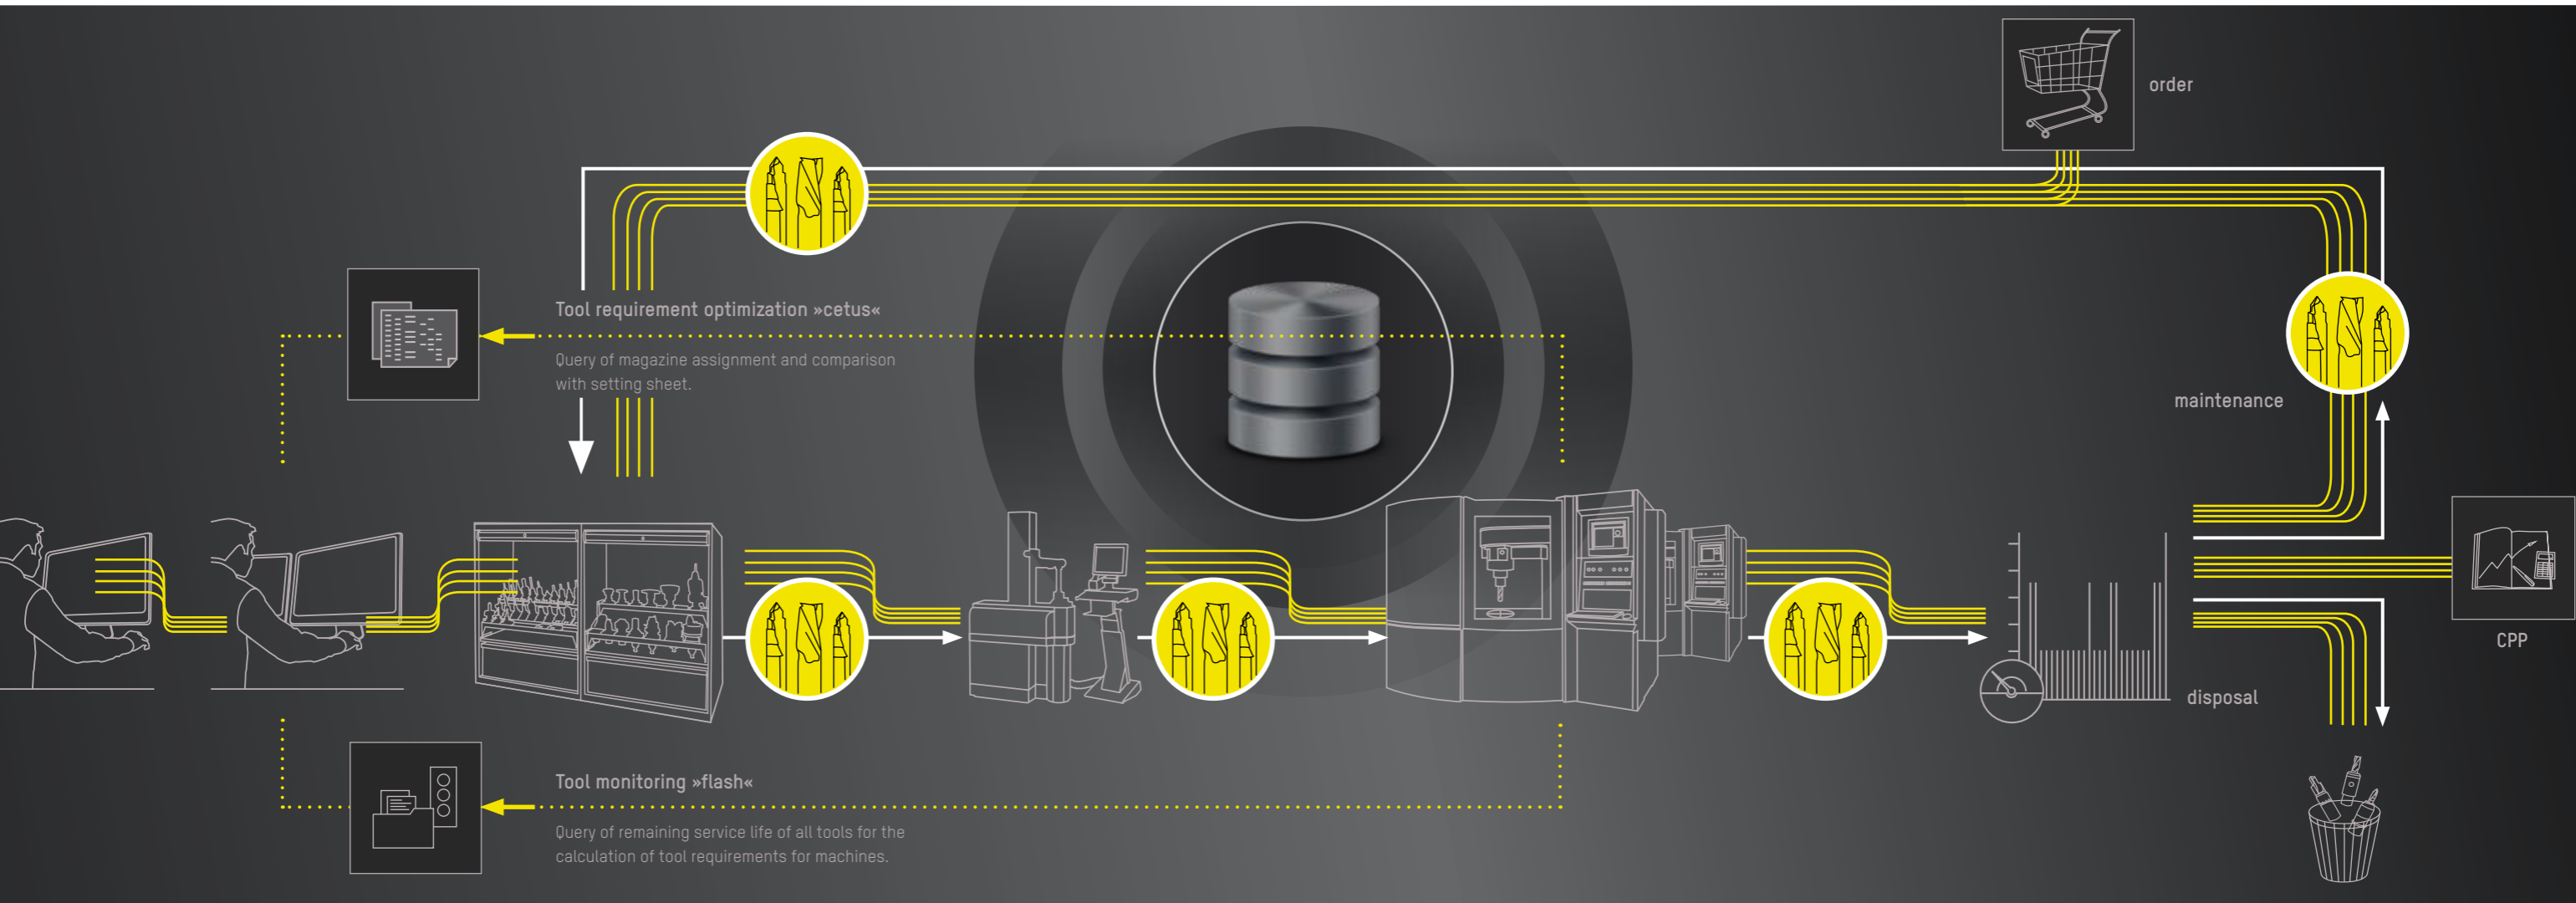 order
Tool requirement optimization »cetus«
Query of magazine assignment and comparison
with setting sheet.
maintenance
CPP
disposal
Tool monitoring »flash«
Query of remaining service life of all tools for the
calculation of tool requirements for machines.